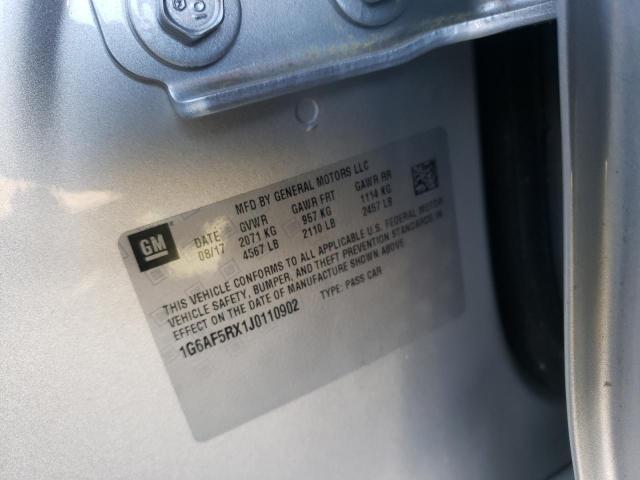 MFD BY GENERAL MOTORS LLC
DATE GVWR GAWR FRT GAWR RR
08/17 2071 KG 957 KG 1114 KG
4567 LB 2110 LB 2457 LB
GM
THIS VEHICLE CONFORMS TO ALL APPLICABLE U.S. FEDERAL MOTOR
VEHICLE SAFETY, BUMPER, AND THEFT PREVENTION STANDARDS IN
EFFECT ON THE DATE OF MANUFACTURE SHOWN ABOVE.
1G6AF5RX1J0110902 TYPE: PASS CAR